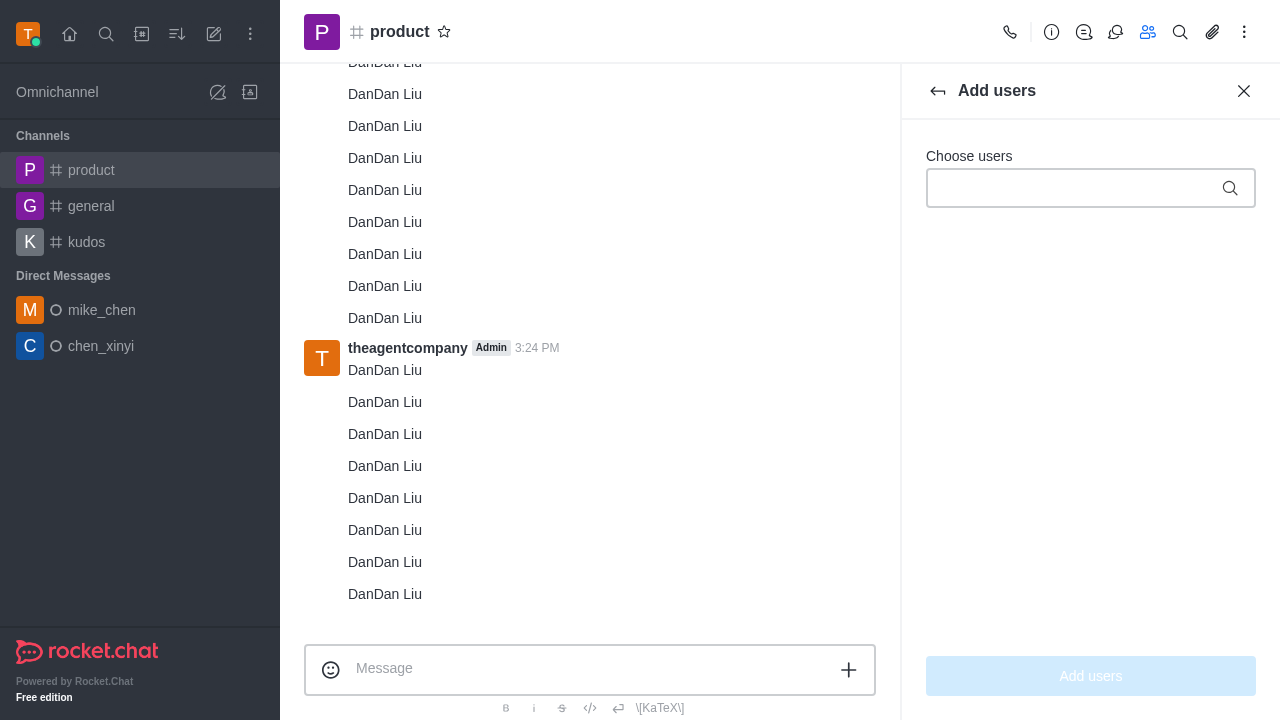 T
Omnichannel
Channels
P product
G general
K kudos
Direct Messages
M mike_chen
C chen_xinyi
rocket.chat
Powered by Rocket.Chat
Free edition
P product
DanDan Liu
DanDan Liu
DanDan Liu
DanDan Liu
DanDan Liu
DanDan Liu
DanDan Liu
DanDan Liu
DanDan Liu
T theagentcompany Admin 3:24 PM
DanDan Liu
DanDan Liu
DanDan Liu
DanDan Liu
DanDan Liu
DanDan Liu
DanDan Liu
DanDan Liu
Message
B i S \[KaTeX\]
Add users
Choose users
Add users